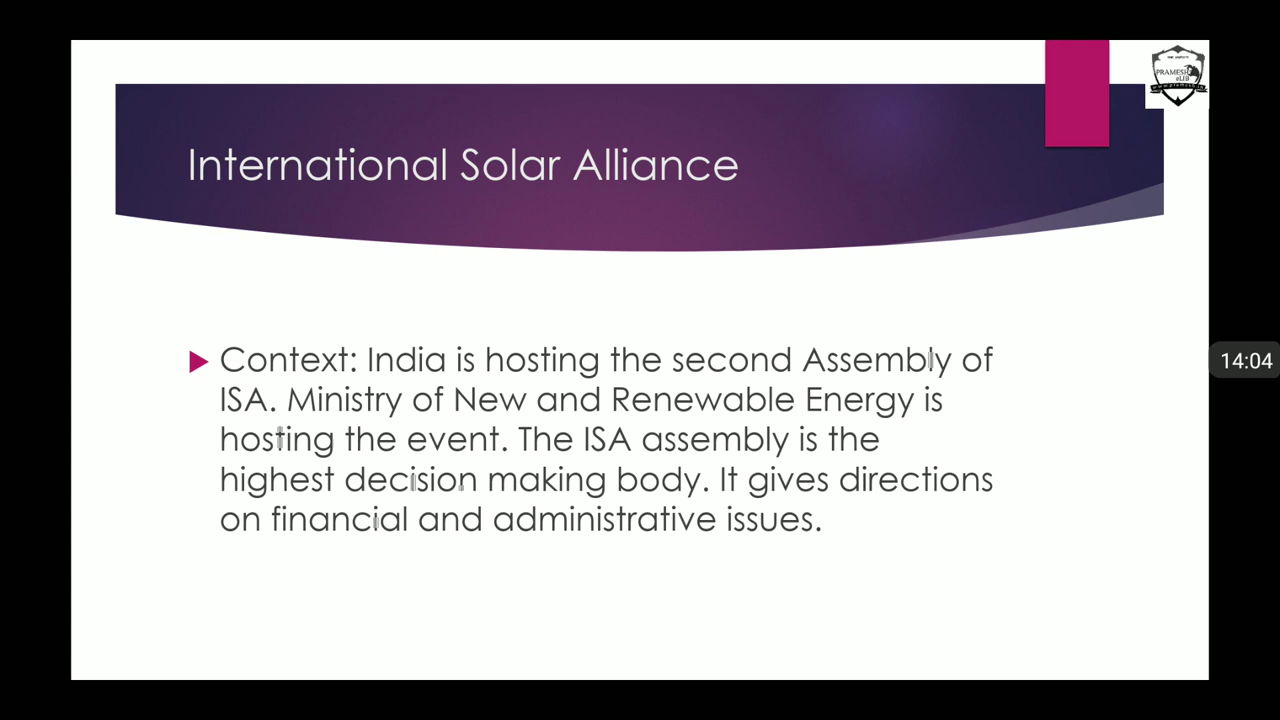 PRAMESH
eLIB
International Solar Alliance
Context: India is hosting the second Assembly of
ISA. Ministry of New and Renewable Energy is
hosting the event. The ISA assembly is the
highest decision making body. It gives directions
on financial and administrative issues.
14:04